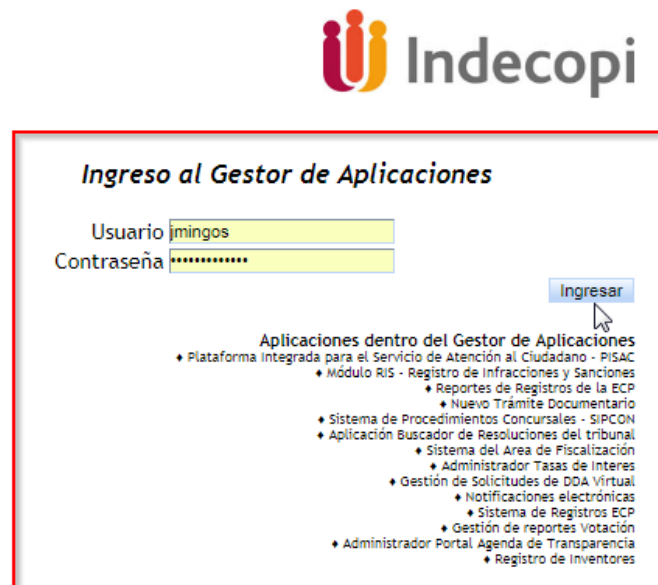 Indecopi
Ingreso al Gestor de Aplicaciones
Usuario jmingos
Contraseña •••••••••••••
Ingresar
Aplicaciones dentro del Gestor de Aplicaciones
♦ Plataforma Integrada para el Servicio de Atención al Ciudadano - PISAC
♦ Módulo RIS - Registro de Infracciones y Sanciones
♦ Reportes de Registros de la ECP
♦ Nuevo Trámite Documentario
♦ Sistema de Procedimientos Concursales - SIPCON
♦ Aplicación Buscador de Resoluciones del tribunal
♦ Sistema del Area de Fiscalización
♦ Administrador Tasas de Interes
♦ Gestión de Solicitudes de DDA Virtual
♦ Notificaciones electrónicas
♦ Sistema de Registros ECP
♦ Gestión de reportes Votación
♦ Administrador Portal Agenda de Transparencia
♦ Registro de Inventores